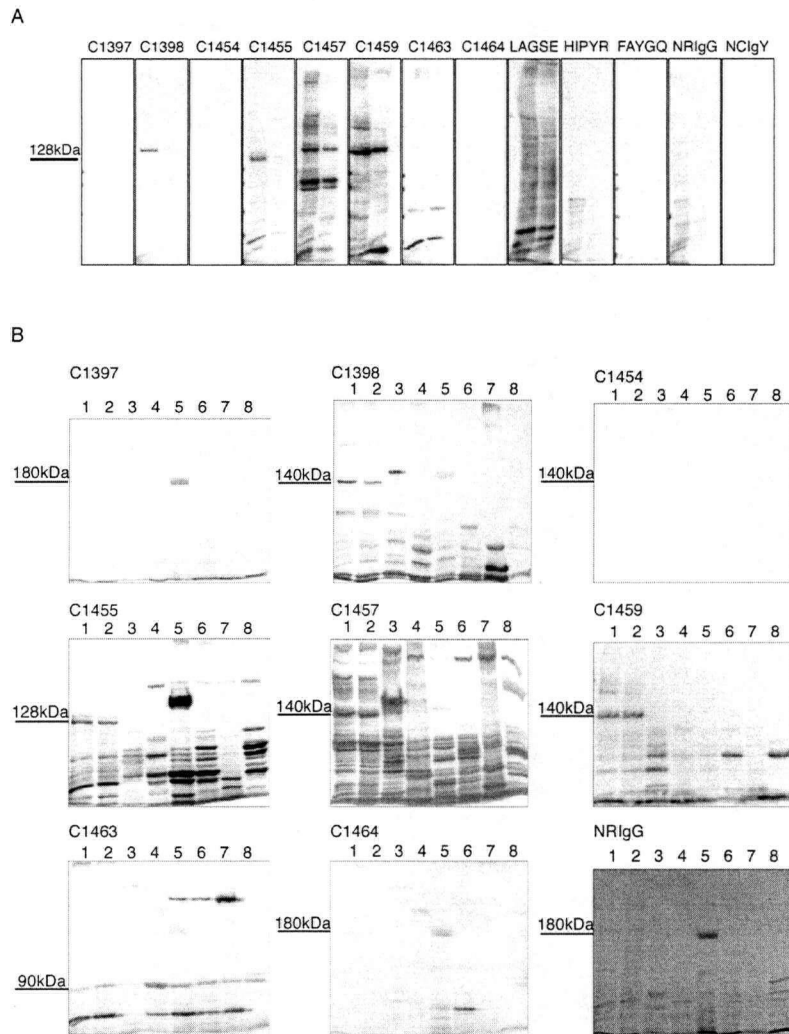 A
C1397 C1398 C1454 C1455 C1457 C1459 C1463 C1464 LAGSE HIPYR FAYGQ NRIgG NCIgY
128kDa
B
C1397
1 2 3 4 5 6 7 8
180kDa
C1398
1 2 3 4 5 6 7 8
140kDa
C1454
1 2 3 4 5 6 7 8
140kDa
C1455
1 2 3 4 5 6 7 8
128kDa
C1457
1 2 3 4 5 6 7 8
140kDa
C1459
1 2 3 4 5 6 7 8
140kDa
C1463
1 2 3 4 5 6 7 8
90kDa
C1464
1 2 3 4 5 6 7 8
180kDa
NRIgG
1 2 3 4 5 6 7 8
180kDa